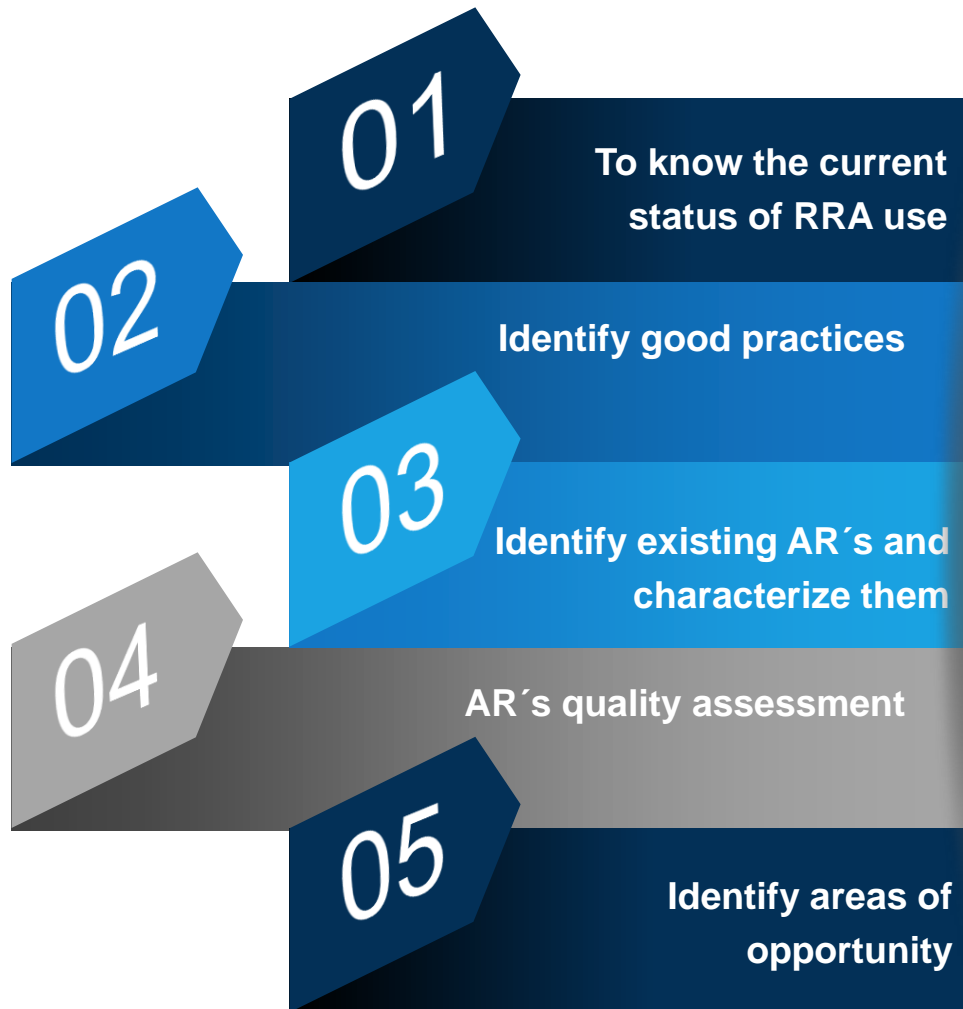 01
To know the current
status of RRA use
02
Identify good practices
03
Identify existing AR´s and
characterize them
04
AR´s quality assessment
05
Identify areas of
opportunity